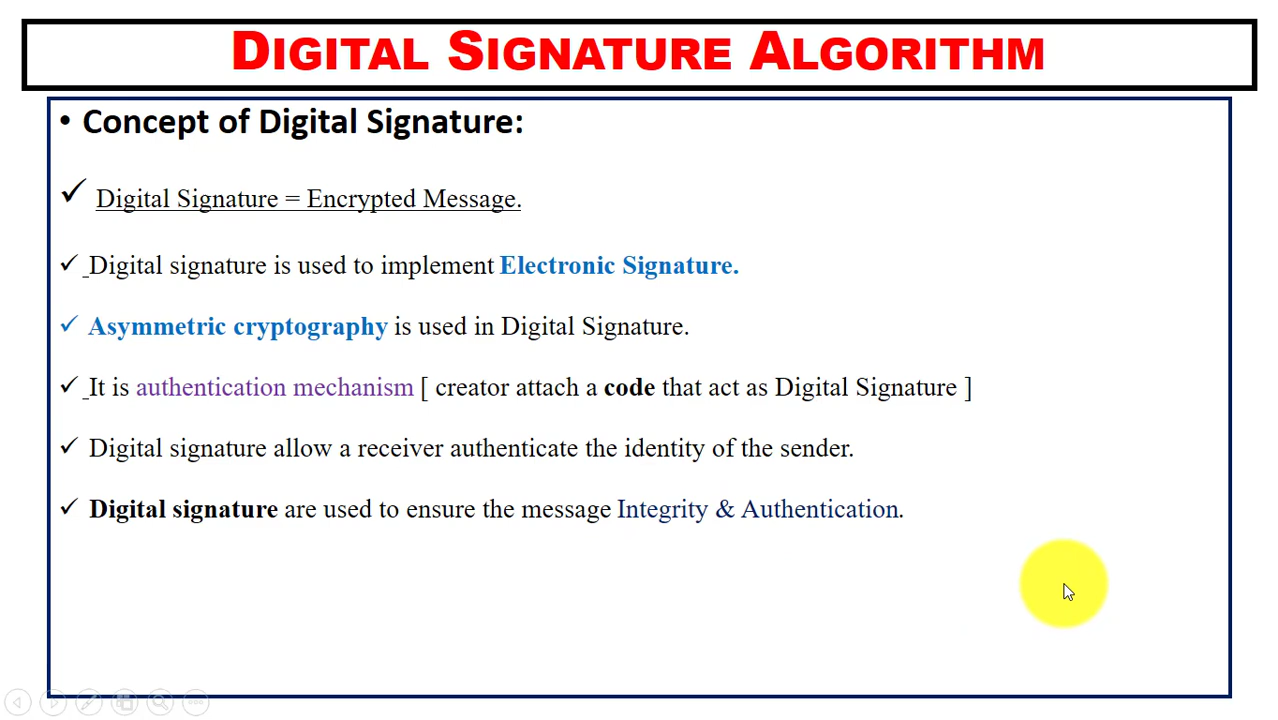 DIGITAL SIGNATURE ALGORITHM
• Concept of Digital Signature:
✓ Digital Signature = Encrypted Message.
✓ Digital signature is used to implement Electronic Signature.
✓ Asymmetric cryptography is used in Digital Signature.
✓ It is authentication mechanism [ creator attach a code that act as Digital Signature ]
✓ Digital signature allow a receiver authenticate the identity of the sender.
✓ Digital signature are used to ensure the message Integrity & Authentication.